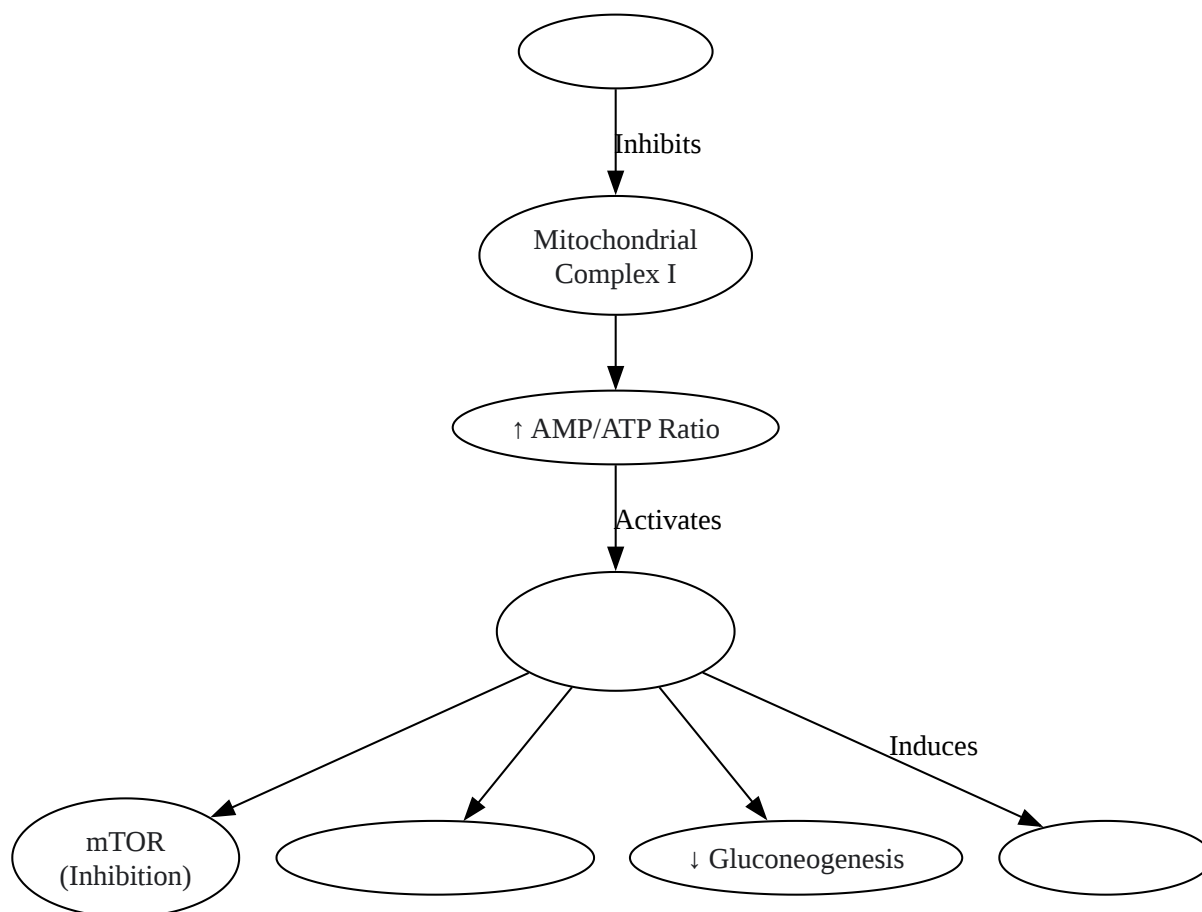 Inhibits
Mitochondrial
Complex I
↑ AMP/ATP Ratio
Activates
Induces
mTOR
(Inhibition)
↓ Gluconeogenesis